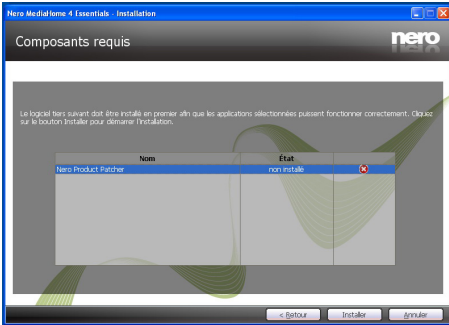 Nero MediaHome 4 Essentials - Installation
Composants requis
nero
Le logiciel tiers suivant doit être installé en premier afin que les applications sélectionnées puissent fonctionner correctement. Cliquez
sur le bouton Installer pour démarrer l'installation.
Nom État
Nero Product Patcher non installé
< Retour Installer Annuler